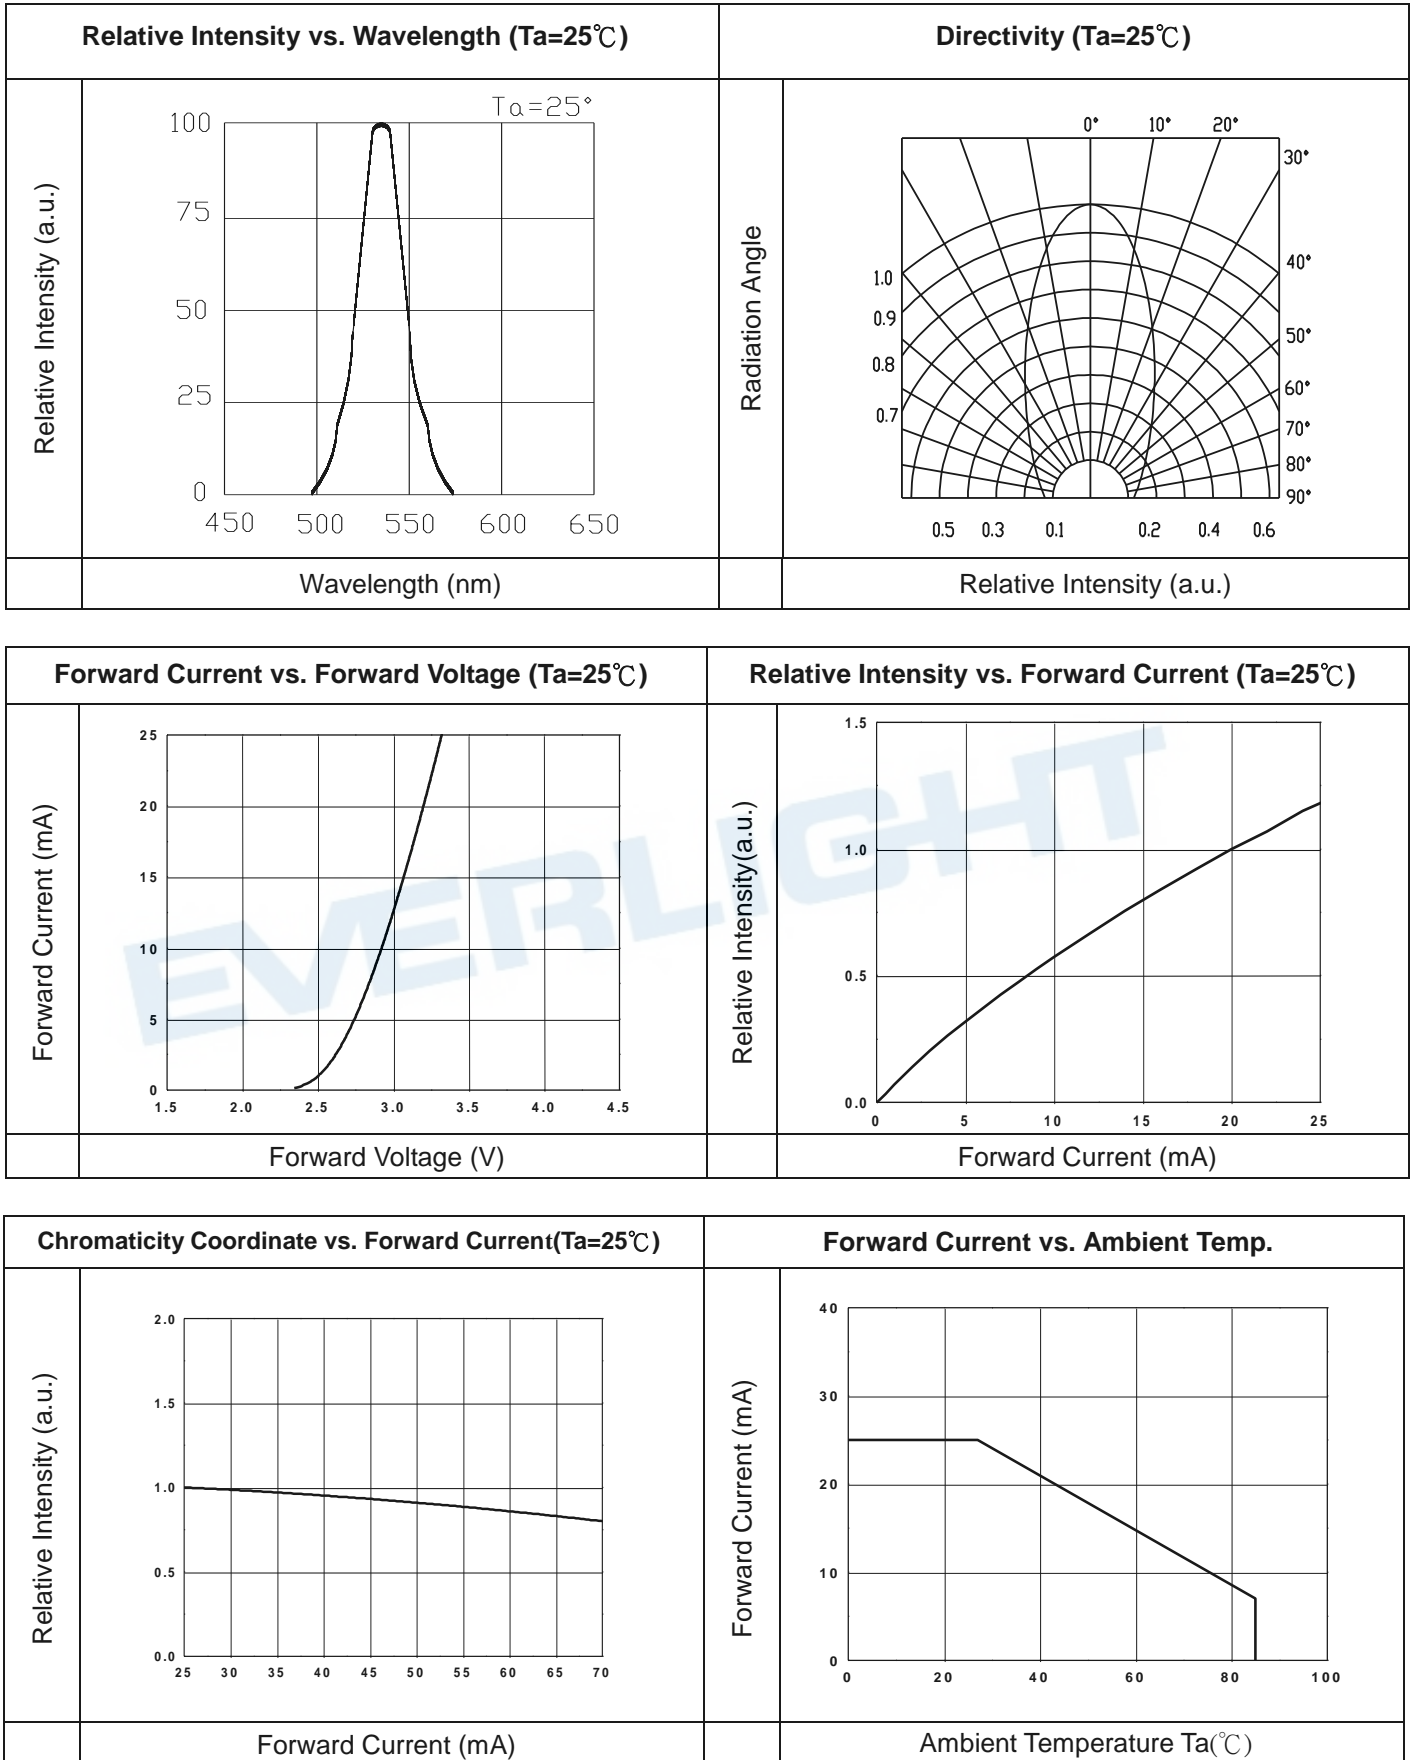 Relative Intensity vs. Wavelength (Ta=25℃)
Directivity (Ta=25℃)
Relative Intensity (a.u.)
Ta=25°
100
75
50
25
0
450 500 550 600 650
Wavelength (nm)
Radiation Angle
0° 10° 20°
30°
40°
50°
60°
70°
80°
90°
1.0
0.9
0.8
0.7
0.5 0.3 0.1 0.2 0.4 0.6
Relative Intensity (a.u.)
Forward Current vs. Forward Voltage (Ta=25℃)
Relative Intensity vs. Forward Current (Ta=25℃)
EVERLIGHT
Forward Current (mA)
25
20
15
10
5
0
1.5 2.0 2.5 3.0 3.5 4.0 4.5
Forward Voltage (V)
Relative Intensity(a.u.)
1.5
1.0
0.5
0.0
0 5 10 15 20 25
Forward Current (mA)
Chromaticity Coordinate vs. Forward Current(Ta=25℃)
Forward Current vs. Ambient Temp.
Relative Intensity (a.u.)
2.0
1.5
1.0
0.5
0.0
25 30 35 40 45 50 55 60 65 70
Forward Current (mA)
Forward Current (mA)
40
30
20
10
0
0 20 40 60 80 100
Ambient Temperature Ta(℃)